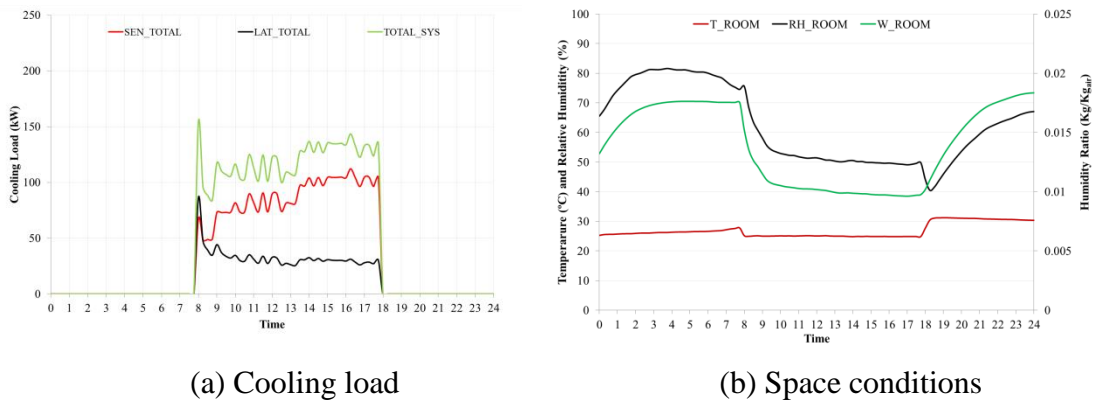 250
200
150
100
50
0
Cooling Load (kW)
SEN_TOTAL LAT_TOTAL TOTAL_SYS
0 1 2 3 4 5 6 7 8 9 10 11 12 13 14 15 16 17 18 19 20 21 22 23 24
Time
(a) Cooling load
100
90
80
70
60
50
40
30
20
10
0
Temperarure (°C) and Relative Humiditity (%)
T_ROOM RH_ROOM W_ROOM
0.025
0.02
0.015
0.01
0.005
0
Humidity Ratio (Kg/Kgair)
0 1 2 3 4 5 6 7 8 9 10 11 12 13 14 15 16 17 18 19 20 21 22 23 24
Time
(b) Space conditions